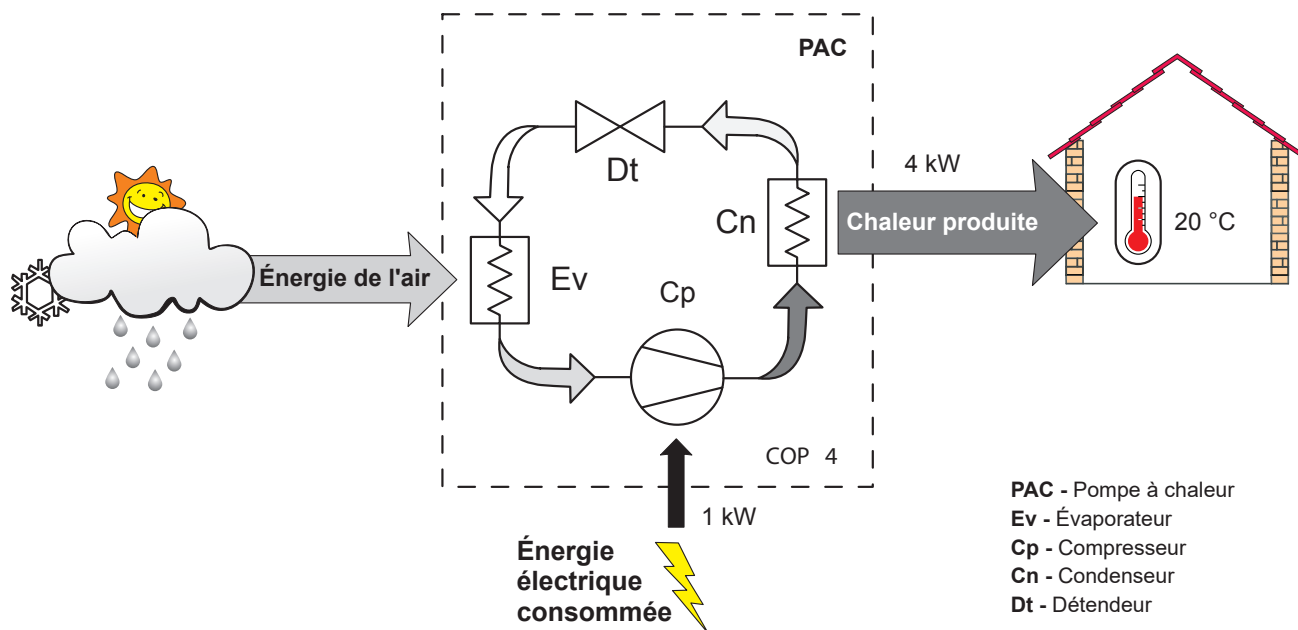 PAC
Dt
4 kW
Cn
Chaleur produite
20 °C
Énergie de l'air
Ev
Cp
COP 4
1 kW
Énergie
électrique
consommée
PAC - Pompe à chaleur
Ev - Évaporateur
Cp - Compresseur
Cn - Condenseur
Dt - Détendeur